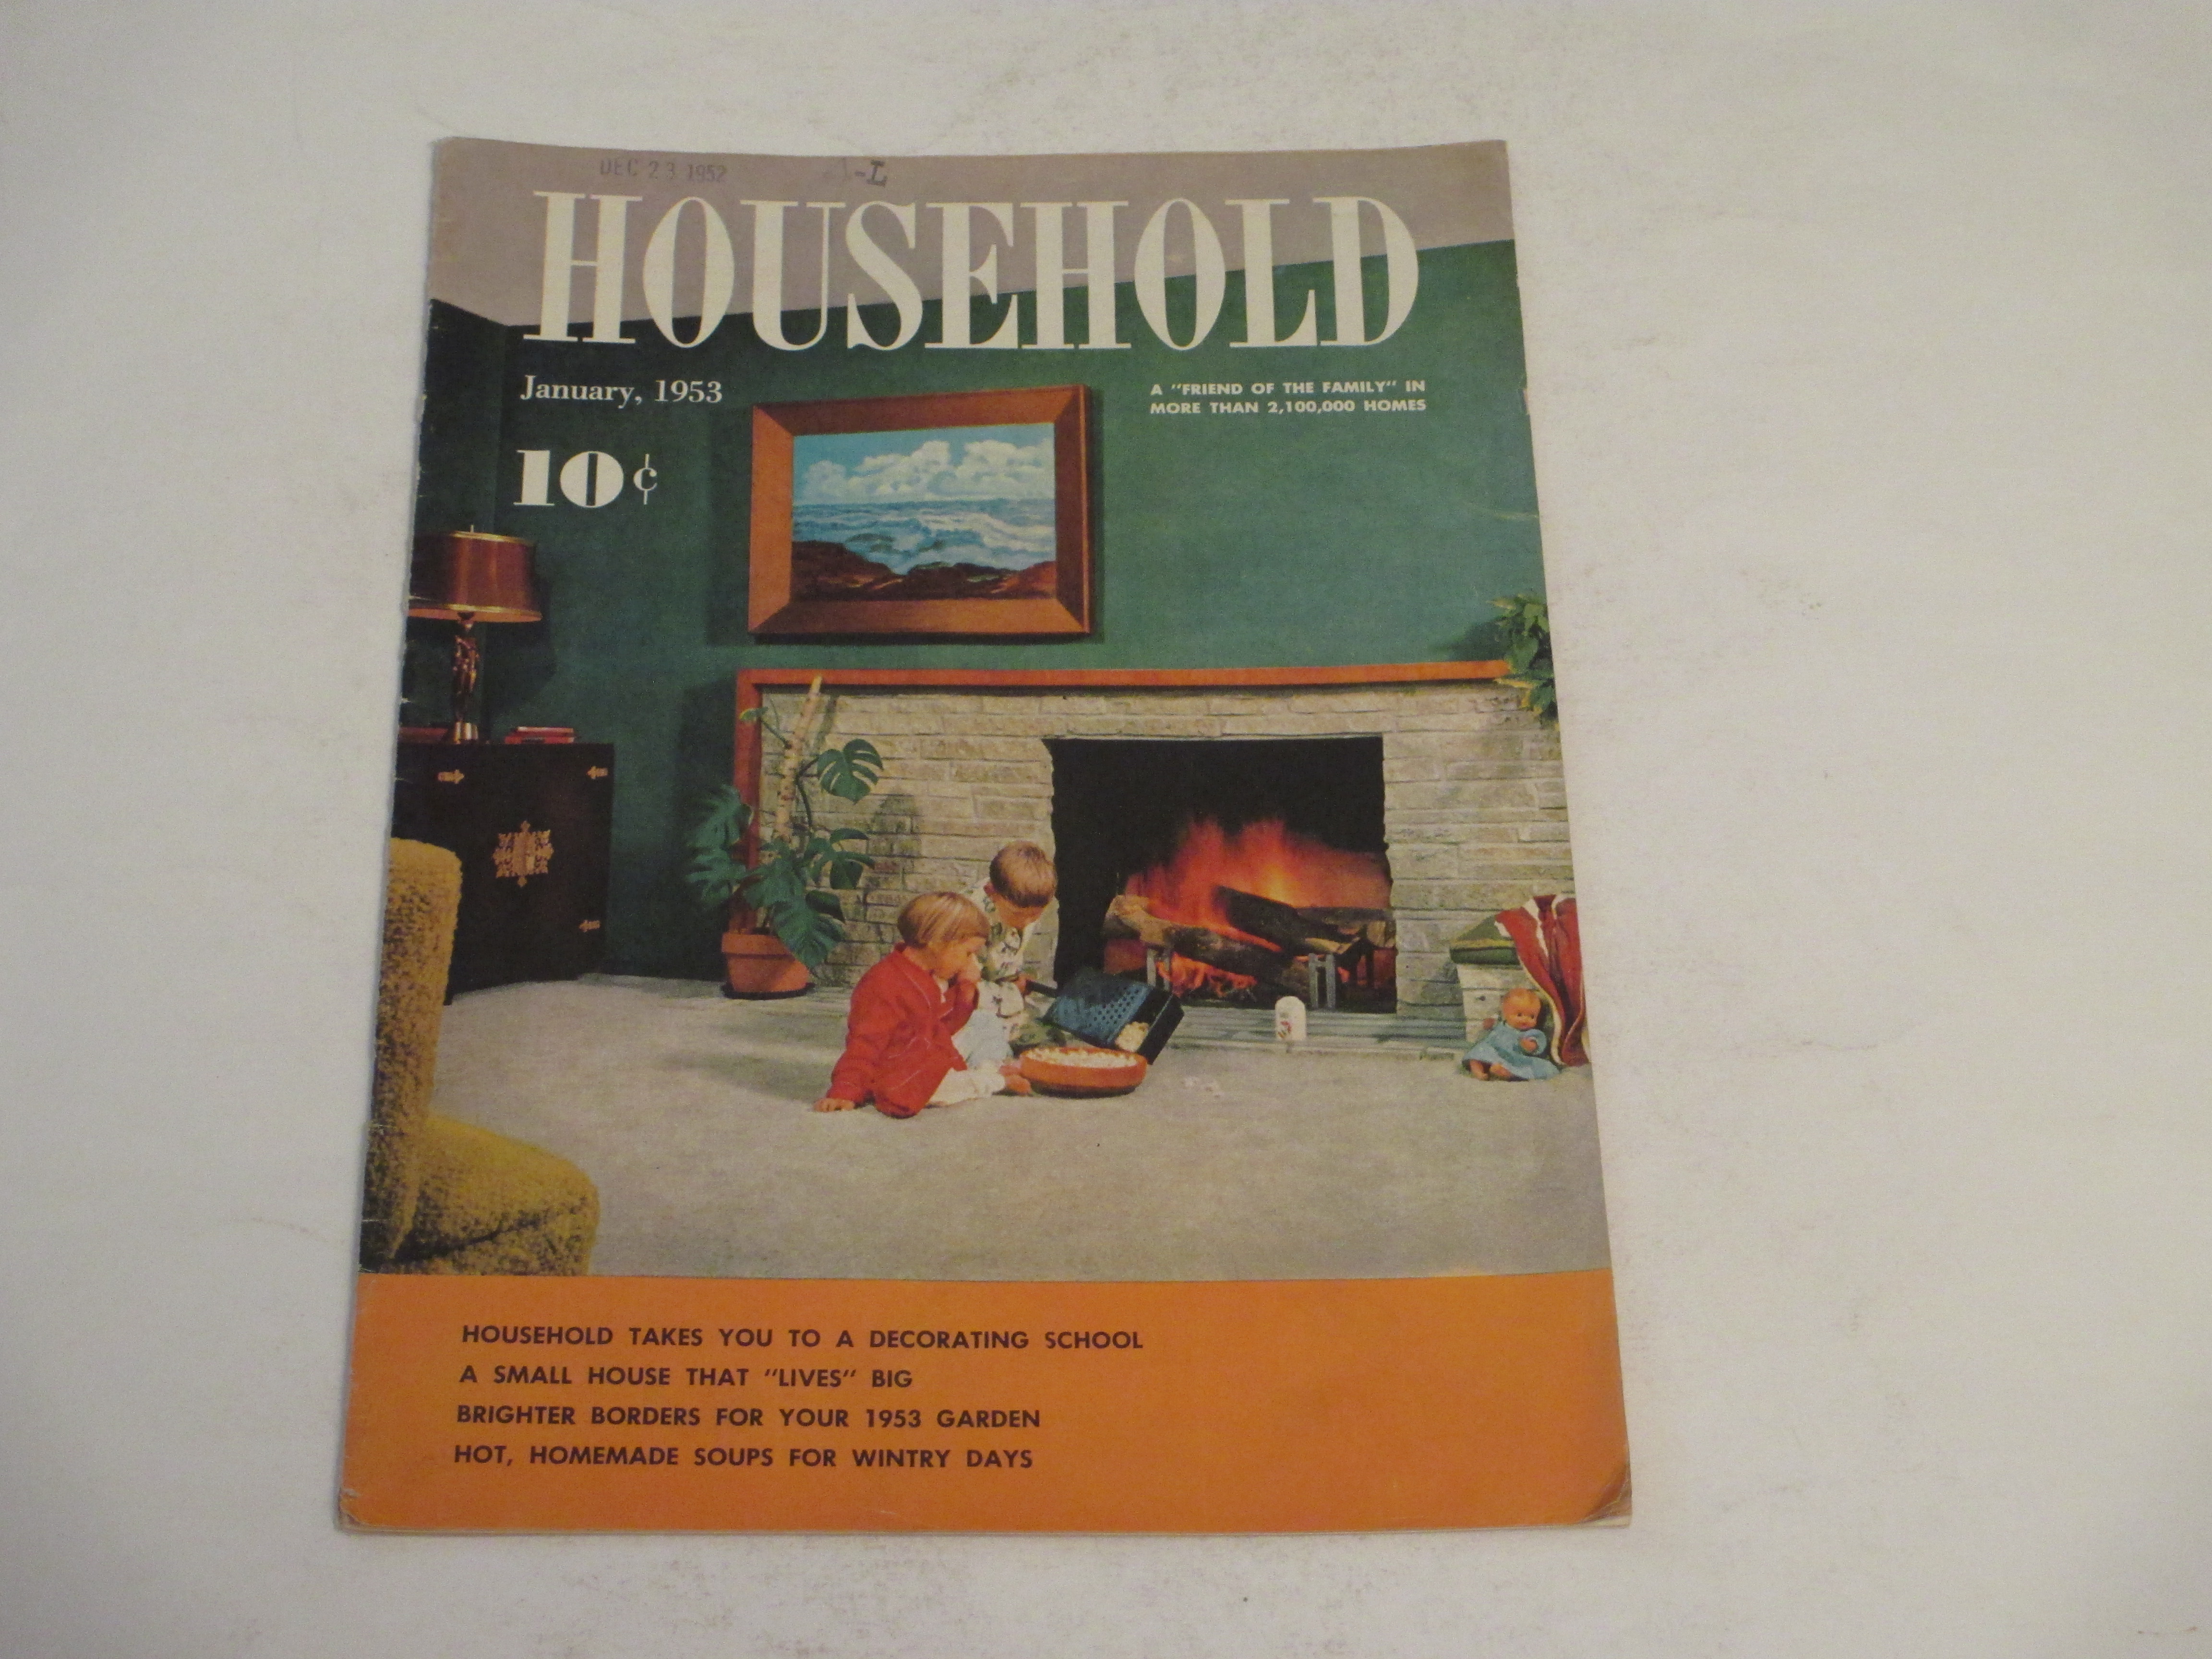 DEC 23 1952
-L
HOUSEHOLD
January, 1953
A "FRIEND OF THE FAMILY" IN
MORE THAN 2,100,000 HOMES
10¢
HOUSEHOLD TAKES YOU TO A DECORATING SCHOOL
A SMALL HOUSE THAT "LIVES" BIG
BRIGHTER BORDERS FOR YOUR 1953 GARDEN
HOT, HOMEMADE SOUPS FOR WINTRY DAYS